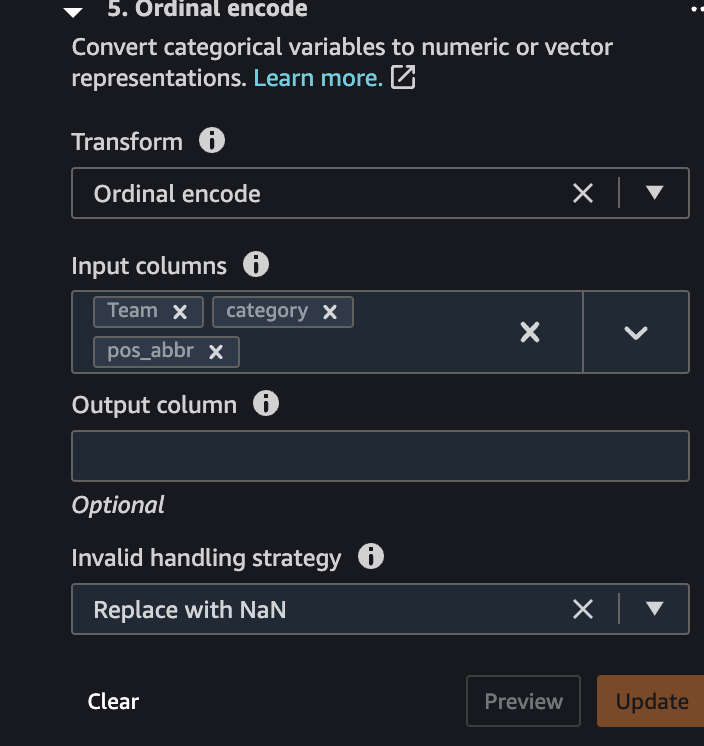 5. Ordinal encode
Convert categorical variables to numeric or vector
representations. Learn more.
Transform
Ordinal encode
Input columns
Team
category
pos_abbr
Output column
Optional
Invalid handling strategy
Replace with NaN
Clear
Preview
Update